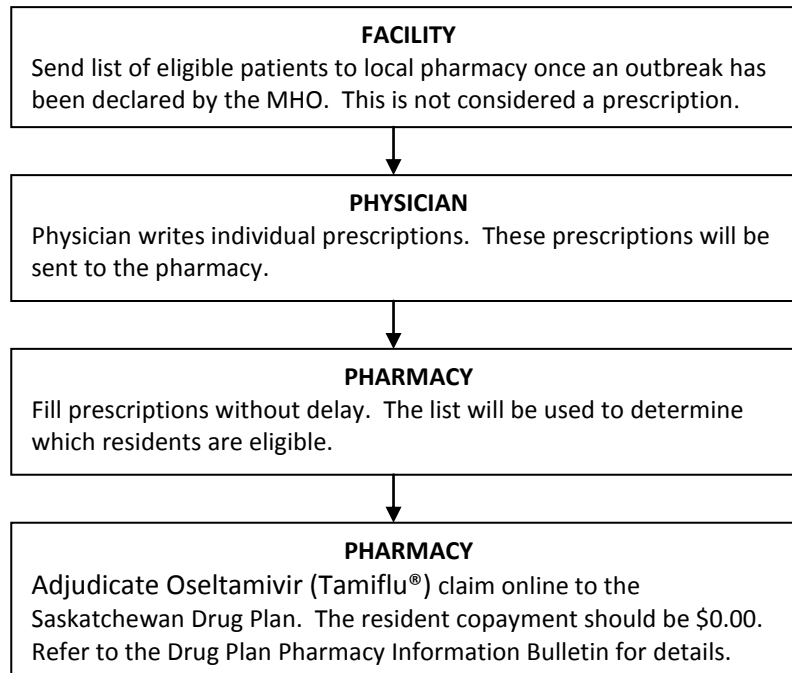 FACILITY
Send list of eligible patients to local pharmacy once an outbreak has
been declared by the MHO.  This is not considered a prescription.
PHYSICIAN
Physician writes individual prescriptions.  These prescriptions will be
sent to the pharmacy.
PHARMACY
Fill prescriptions without delay.  The list will be used to determine
which residents are eligible.
PHARMACY
Adjudicate Oseltamivir (Tamiflu®) claim online to the
Saskatchewan Drug Plan.  The resident copayment should be $0.00.
Refer to the Drug Plan Pharmacy Information Bulletin for details.